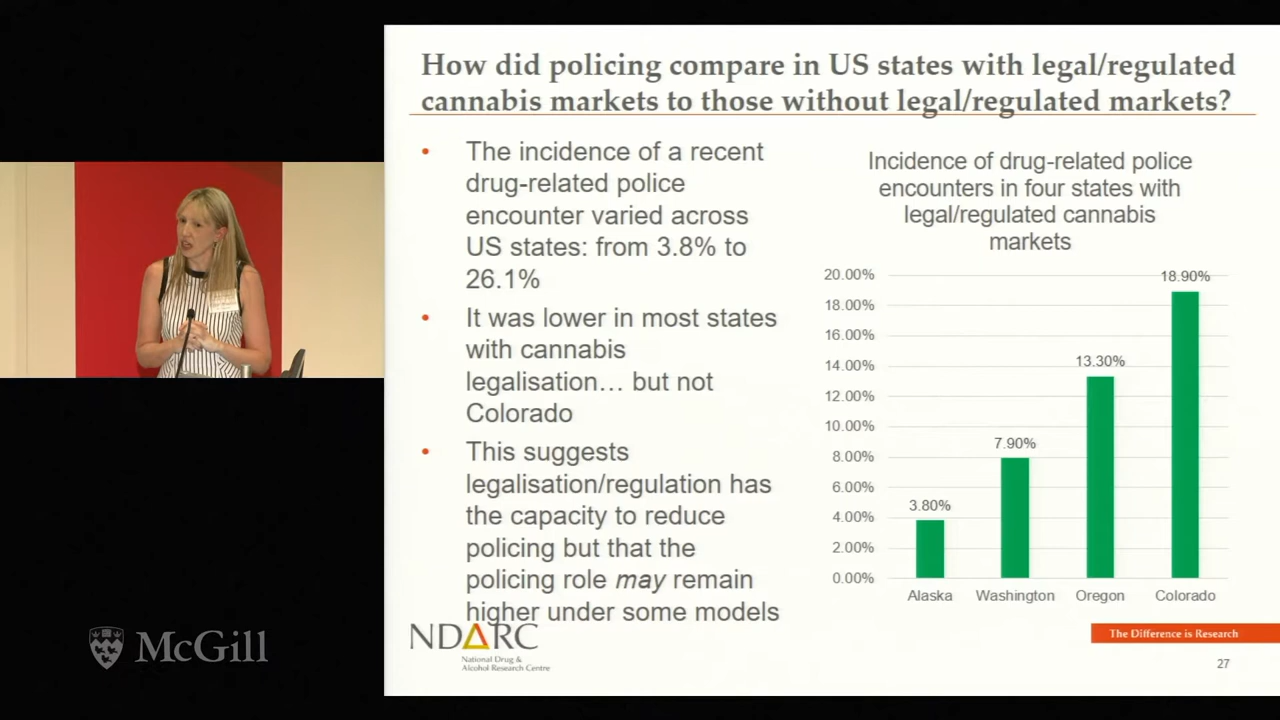 How did policing compare in US states with legal/regulated
cannabis markets to those without legal/regulated markets?
• The incidence of a recent
drug-related police
encounter varied across
US states: from 3.8% to
26.1%
• It was lower in most states
with cannabis
legalisation… but not
Colorado
• This suggests
legalisation/regulation has
the capacity to reduce
policing but that the
policing role may remain
higher under some models
Incidence of drug-related police
encounters in four states with
legal/regulated cannabis
markets
20.00%
18.00%
16.00%
14.00%
12.00%
10.00%
8.00%
6.00%
4.00%
2.00%
0.00%
3.80%
7.90%
13.30%
18.90%
Alaska
Washington
Oregon
Colorado
NDARC
National Drug &
Alcohol Research Centre
The Difference is Research
27
McGill